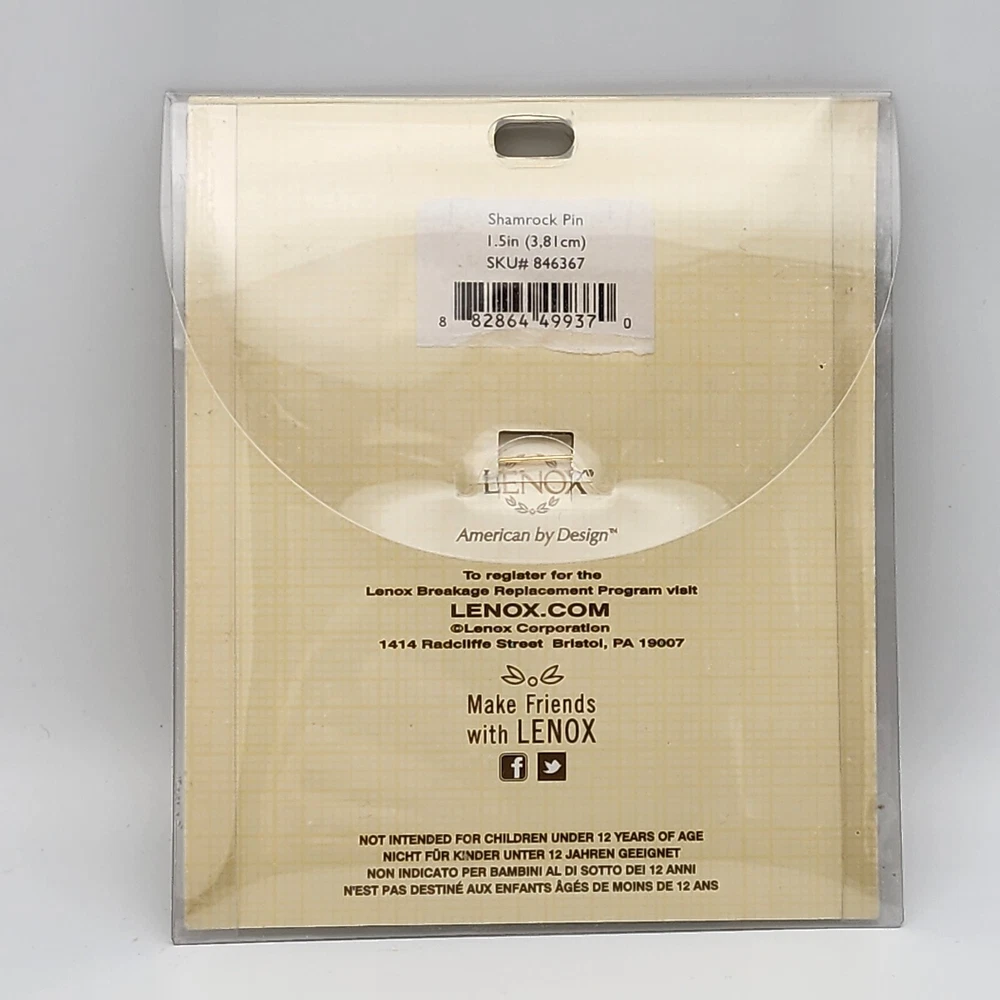 Shamrock Pin
1.5in (3,81cm)
SKU# 846367
8 82864 49937 0
LENOX
American by Design™
To register for the
Lenox Breakage Replacement Program visit
LENOX.COM
©Lenox Corporation
1414 Radcliffe Street Bristol, PA 19007
Make Friends
with LENOX
f
NOT INTENDED FOR CHILDREN UNDER 12 YEARS OF AGE
NICHT FÜR KINDER UNTER 12 JAHREN GEEIGNET
NON INDICATO PER BAMBINI AL DI SOTTO DEI 12 ANNI
N'EST PAS DESTINÉ AUX ENFANTS ÂGÉS DE MOINS DE 12 ANS